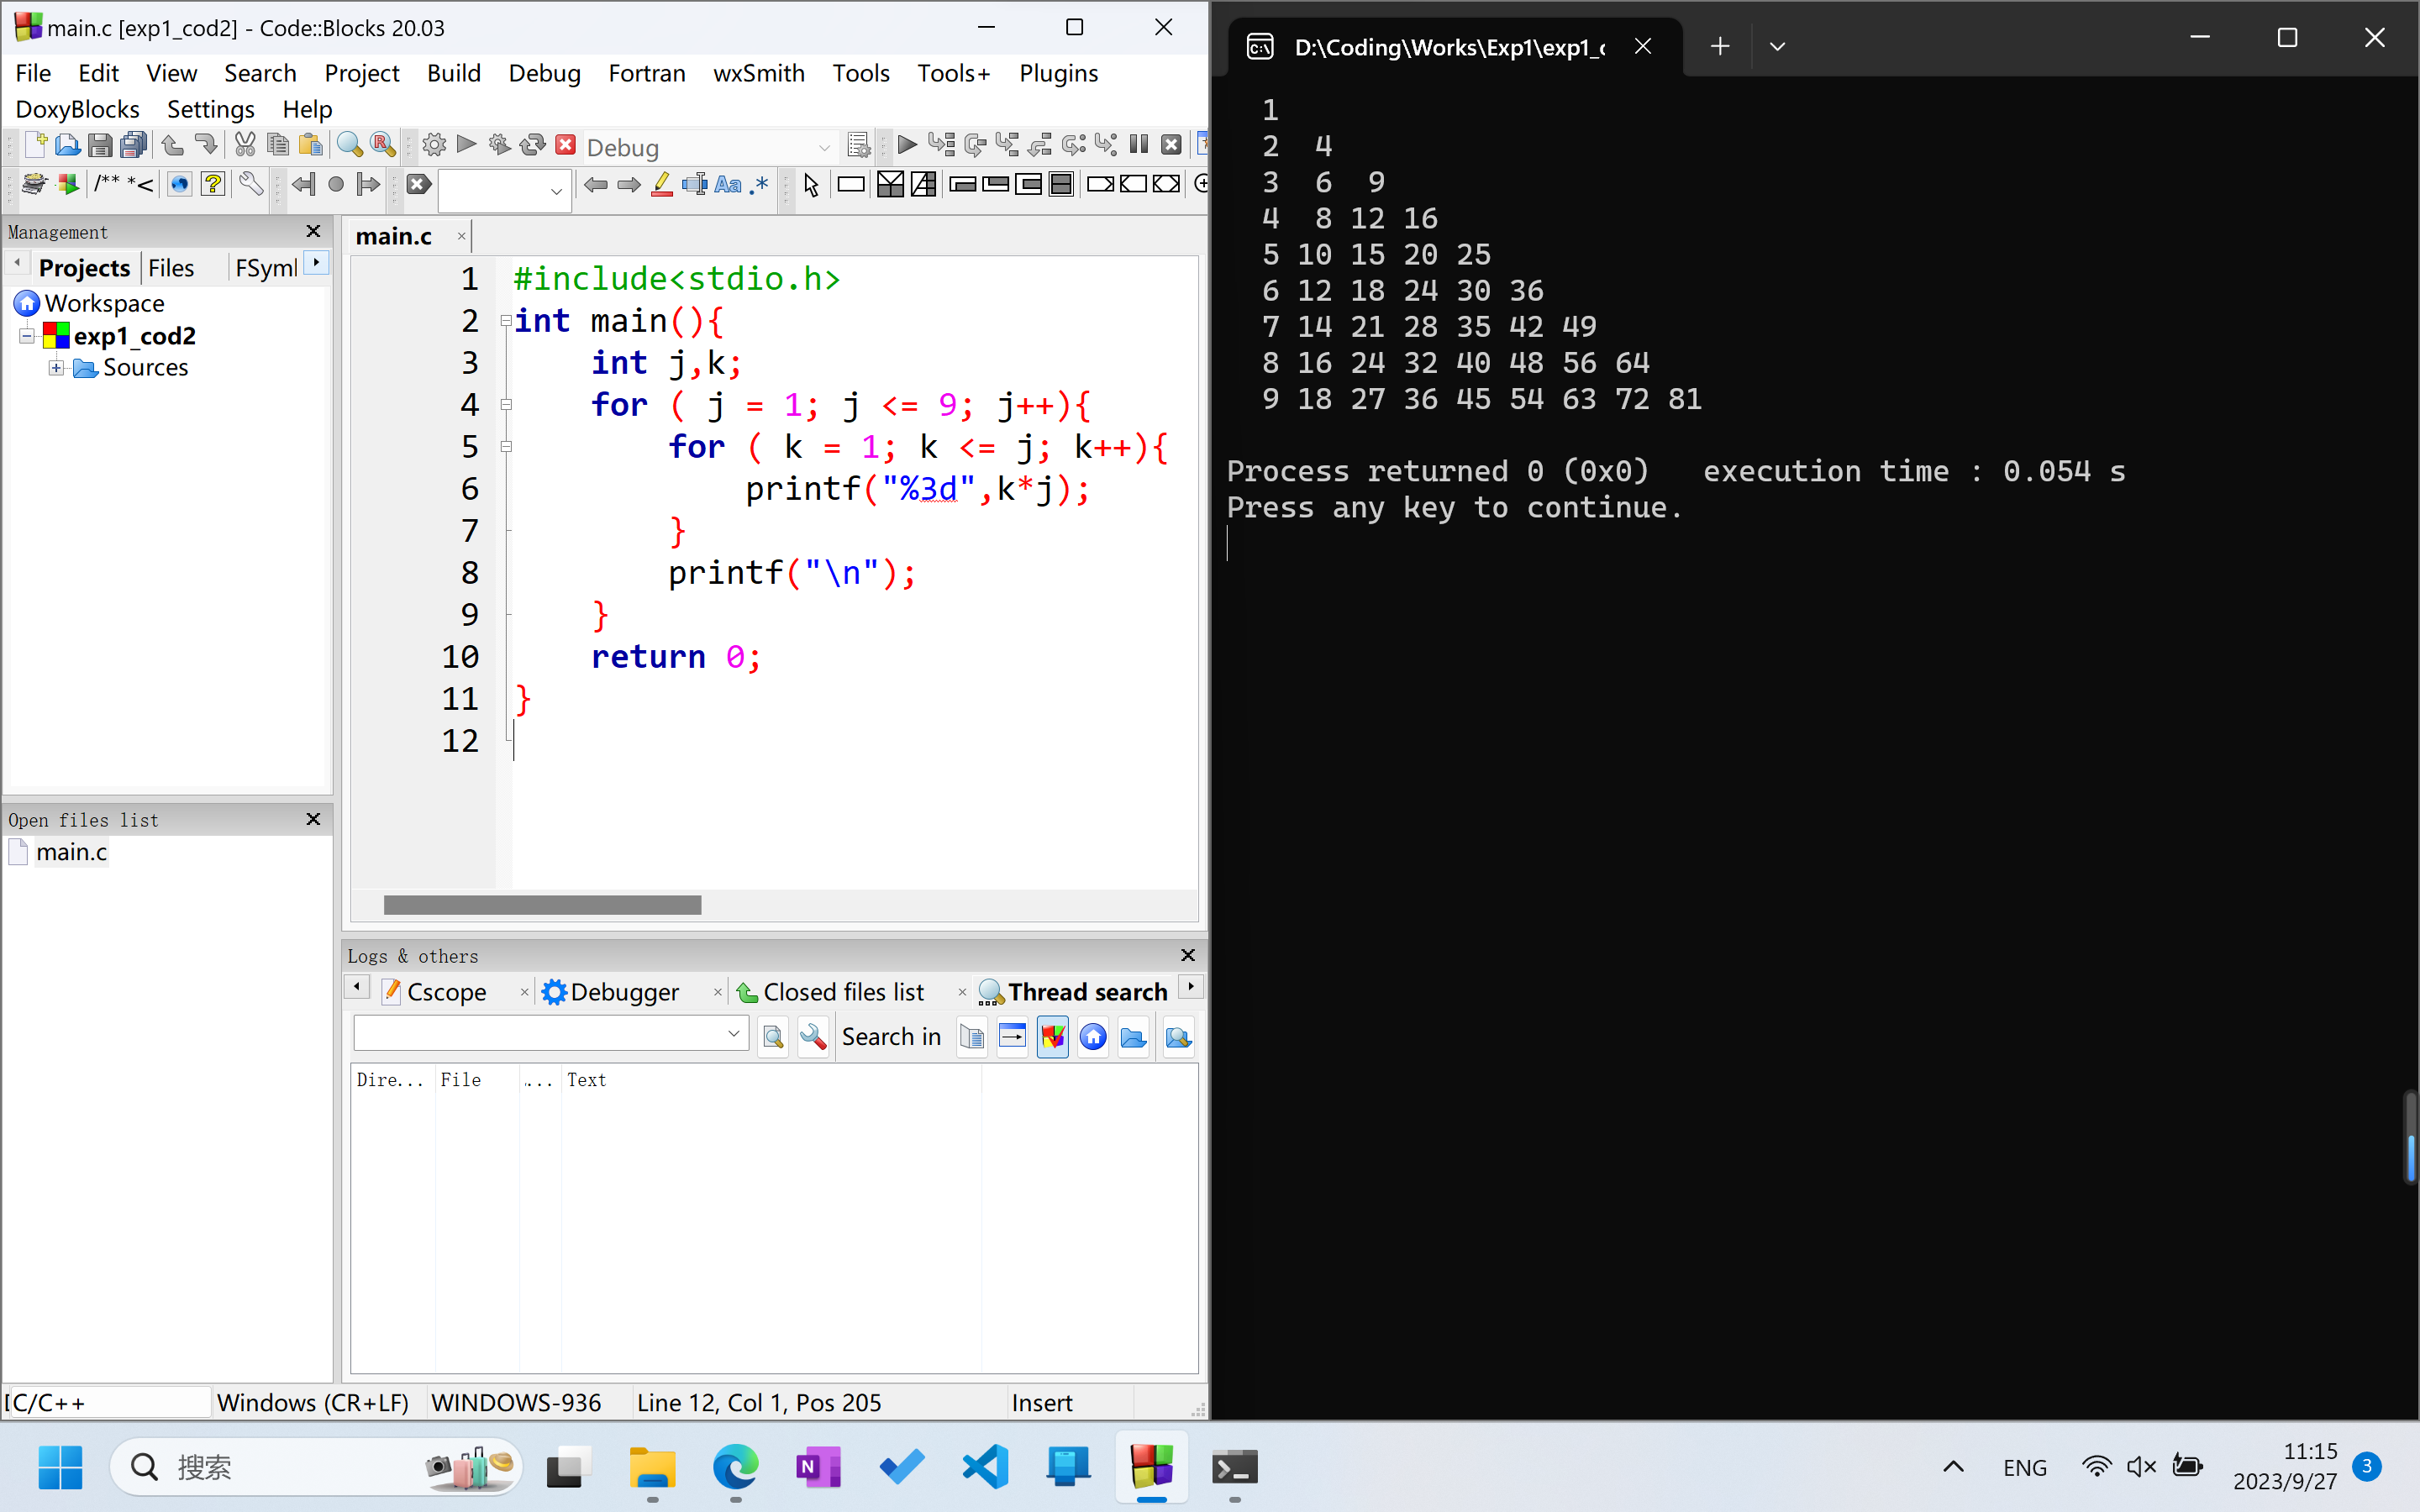 main.c [exp1_cod2] - Code::Blocks 20.03
File Edit View Search Project Build Debug Fortran wxSmith Tools Tools+ Plugins
DoxyBlocks Settings Help
Debug
/** *<
Aa .*
Management
Projects Files FSyml
Workspace
exp1_cod2
Sources
Open files list
main.c
main.c
1 #include<stdio.h>
2 int main(){
3 int j,k;
4 for ( j = 1; j <= 9; j++){
5 for ( k = 1; k <= j; k++){
6 printf("%3d",k*j);
7 }
8 printf("\n");
9 }
10 return 0;
11 }
12
Logs & others
Cscope Debugger Closed files list Thread search
Search in
Dire... File ... Text
C/C++ Windows (CR+LF) WINDOWS-936 Line 12, Col 1, Pos 205 Insert
D:\Coding\Works\Exp1\exp1_c
1
2 4
3 6 9
4 8 12 16
5 10 15 20 25
6 12 18 24 30 36
7 14 21 28 35 42 49
8 16 24 32 40 48 56 64
9 18 27 36 45 54 63 72 81
Process returned 0 (0x0) execution time : 0.054 s
Press any key to continue.
搜索
ENG
11:15
2023/9/27
3